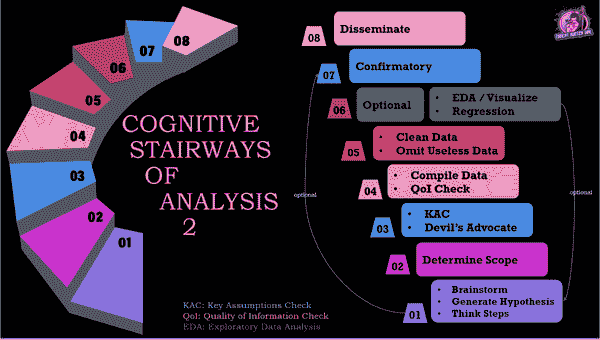 08
07
06
05
04
03
02
01
COGNITIVE
STAIRWAYS
OF
ANALYSIS
2
KAC: Key Assumptions Check
QoI: Quality of Information Check
EDA: Exploratory Data Analysis
08
Disseminate
07
Confirmatory
06
Optional
• EDA / Visualize
• Regression
05
• Clean Data
• Omit Useless Data
04
• Compile Data
• QoI Check
03
• KAC
• Devil's Advocate
02
Determine Scope
01
• Brainstorm
• Generate Hypothesis
• Think Steps
optional
optional